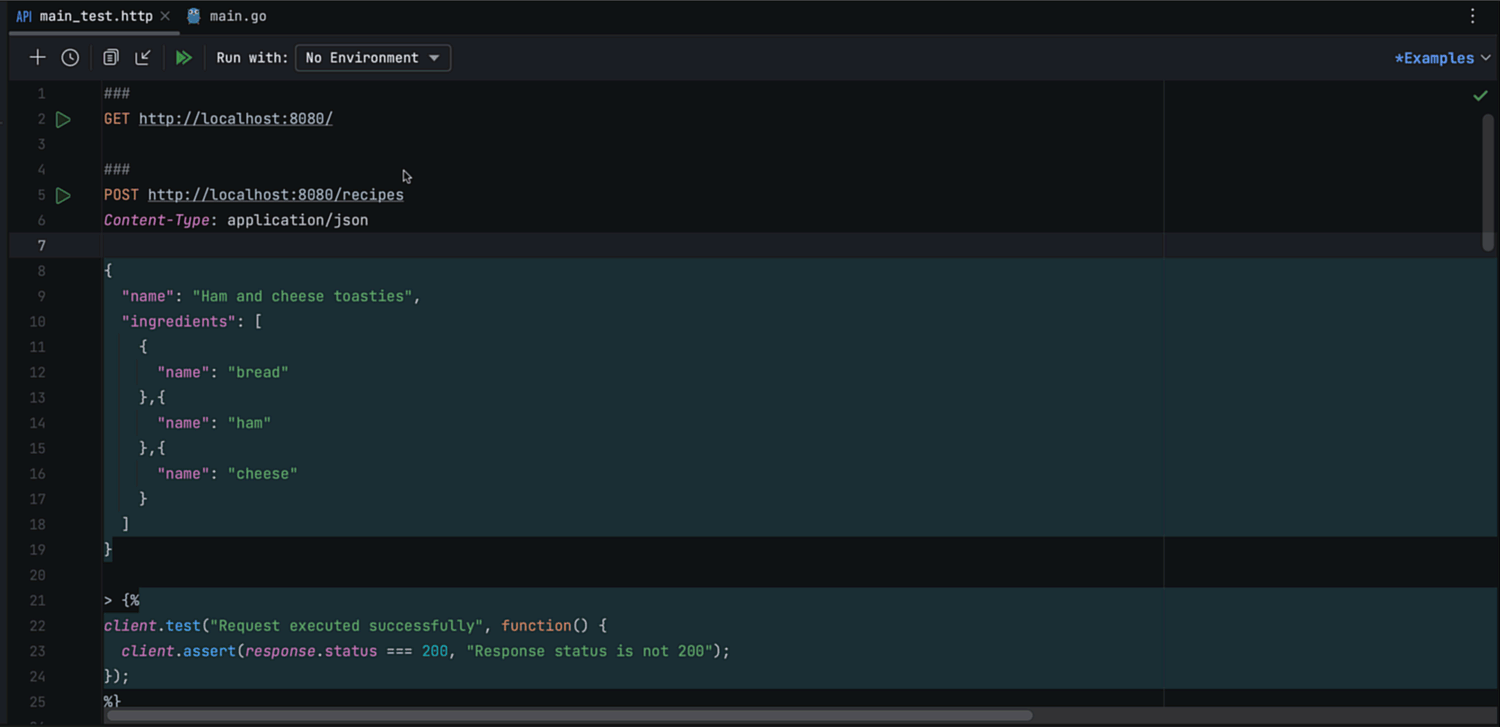 API main_test.http main.go
Run with: No Environment *Examples
1 ###
2 GET http://localhost:8080/
3
4 ###
5 POST http://localhost:8080/recipes
6 Content-Type: application/json
7
8 {
9 "name": "Ham and cheese toasties",
10 "ingredients": [
11 {
12 "name": "bread"
13 },{
14 "name": "ham"
15 },{
16 "name": "cheese"
17 }
18 ]
19 }
20
21 > {%
22 client.test("Request executed successfully", function() {
23 client.assert(response.status === 200, "Response status is not 200");
24 });
25 %}